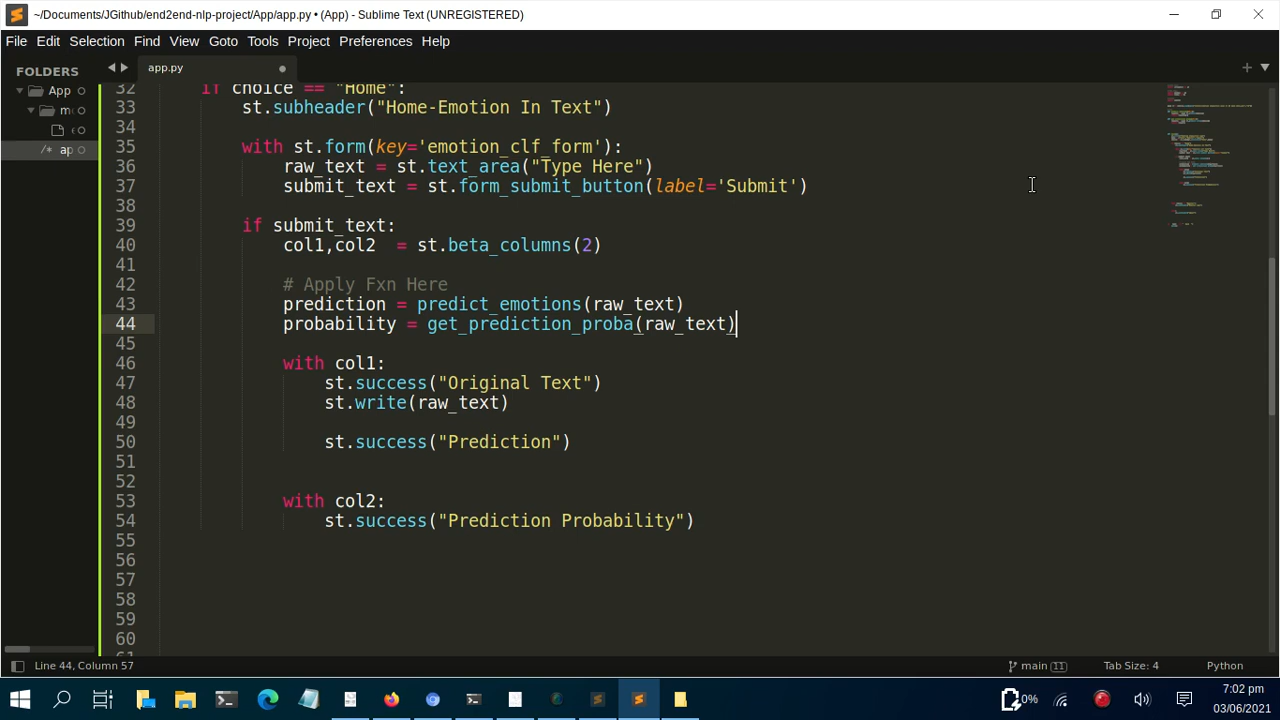 ~/Documents/JGithub/end2end-nlp-project/App/app.py • (App) - Sublime Text (UNREGISTERED)
File Edit Selection Find View Goto Tools Project Preferences Help
FOLDERS
App
app.py
32 if choice == "Home":
33 st.subheader("Home-Emotion In Text")
34
35 with st.form(key='emotion_clf_form'):
36 raw_text = st.text_area("Type Here")
37 submit_text = st.form_submit_button(label='Submit')
38
39 if submit_text:
40 col1,col2  = st.beta_columns(2)
41
42 # Apply Fxn Here
43 prediction = predict_emotions(raw_text)
44 probability = get_prediction_proba(raw_text)
45
46 with col1:
47 st.success("Original Text")
48 st.write(raw_text)
49
50 st.success("Prediction")
51
52
53 with col2:
54 st.success("Prediction Probability")
55
56
57
58
59
60
61
/* ap
Line 44, Column 57
main 11
Tab Size: 4
Python
0%
7:02 pm
03/06/2021